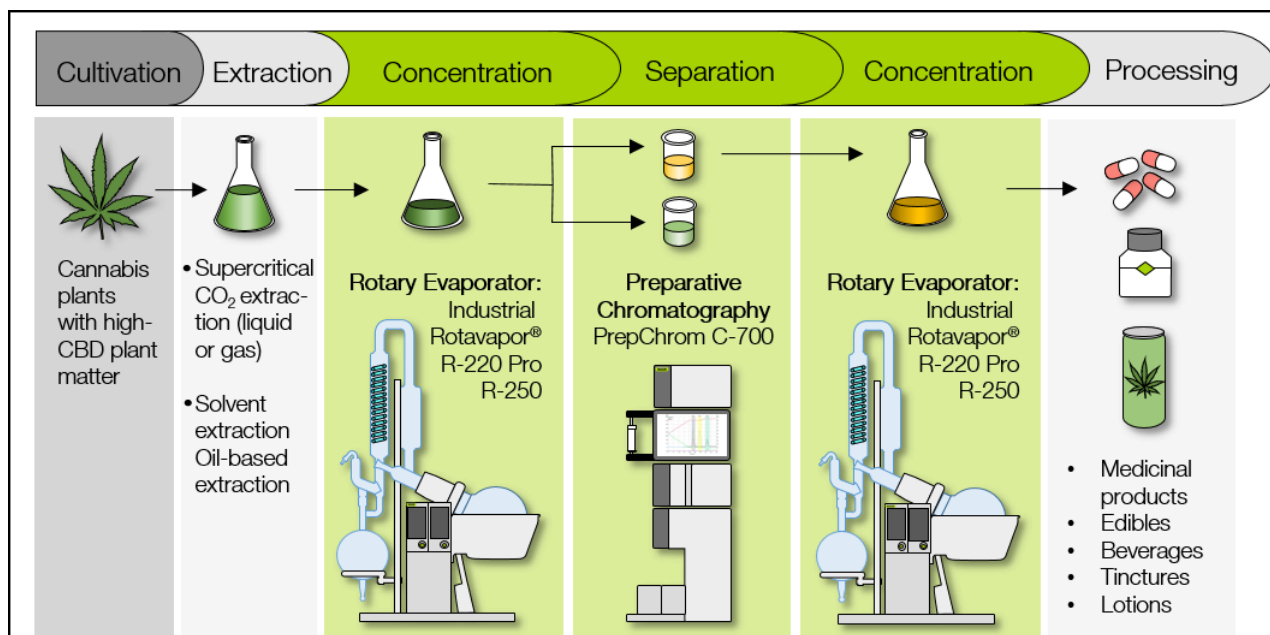 Cultivation
Extraction
Concentration
Separation
Concentration
Processing
Cannabis
plants
with high-
CBD plant
matter
•Supercritical
CO₂ extrac-
tion (liquid
or gas)
•Solvent
extraction
Oil-based
extraction
Rotary Evaporator:
Industrial
Rotavapor®
R-220 Pro
R-250
Preparative
Chromatography
PrepChrom C-700
Rotary Evaporator:
Industrial
Rotavapor®
R-220 Pro
R-250
• Medicinal
products
• Edibles
• Beverages
• Tinctures
• Lotions